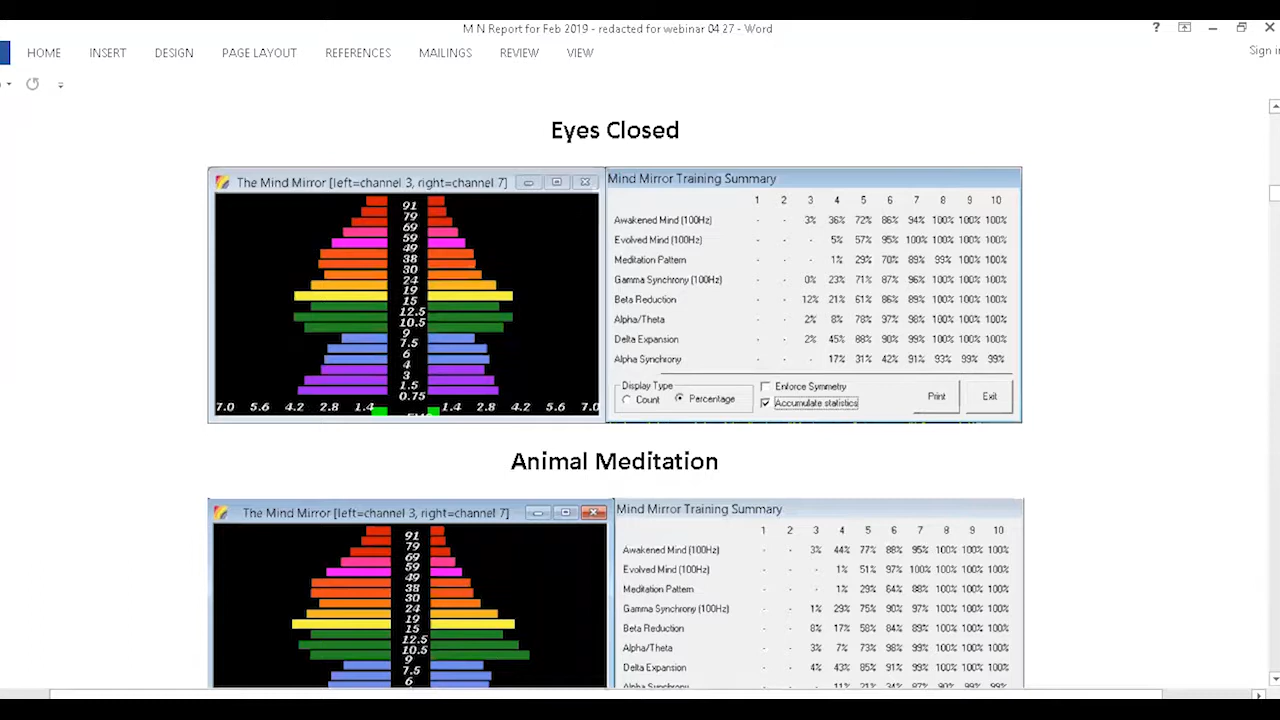 M N Report for Feb 2019 - redacted for webinar 04 27 - Word
HOME INSERT DESIGN PAGE LAYOUT REFERENCES MAILINGS REVIEW VIEW
Sign in
Eyes Closed
The Mind Mirror [left=channel 3, right=channel 7]
91
79
69
59
49
38
30
24
19
15
12.5
10.5
9
7.5
6
4
3
1.5
0.75
7.0 5.6 4.2 2.8 1.4 1.4 2.8 4.2 5.6 7.0
Mind Mirror Training Summary
1 2 3 4 5 6 7 8 9 10
Awakened Mind (100Hz) - - 3% 36% 72% 86% 94% 100% 100% 100%
Evolved Mind (100Hz) - - - 5% 57% 95% 100% 100% 100% 100%
Meditation Pattern - - - 1% 29% 70% 89% 99% 100% 100%
Gamma Synchrony (100Hz) - - 0% 23% 71% 87% 96% 100% 100% 100%
Beta Reduction - - 12% 21% 61% 86% 89% 100% 100% 100%
Alpha/Theta - - 2% 8% 78% 97% 98% 100% 100% 100%
Delta Expansion - - 2% 45% 88% 90% 99% 100% 100% 100%
Alpha Synchrony - - - 17% 31% 42% 91% 93% 99% 99%
Display Type
Count Percentage
Enforce Symmetry
Accumulate statistics
Print Exit
Animal Meditation
The Mind Mirror [left=channel 3, right=channel 7]
91
79
69
59
49
38
30
24
19
15
12.5
10.5
9
7.5
6
Mind Mirror Training Summary
1 2 3 4 5 6 7 8 9 10
Awakened Mind (100Hz) - - 3% 44% 77% 88% 95% 100% 100% 100%
Evolved Mind (100Hz) - - - 1% 51% 97% 100% 100% 100% 100%
Meditation Pattern - - - 1% 29% 64% 88% 100% 100% 100%
Gamma Synchrony (100Hz) - - 1% 29% 75% 90% 97% 100% 100% 100%
Beta Reduction - - 8% 17% 58% 84% 89% 100% 100% 100%
Alpha/Theta - - 3% 7% 73% 98% 99% 100% 100% 100%
Delta Expansion - - 4% 43% 85% 91% 99% 100% 100% 100%
Alpha Synchrony - - - 11% 21% 34% 87% 90% 99% 99%